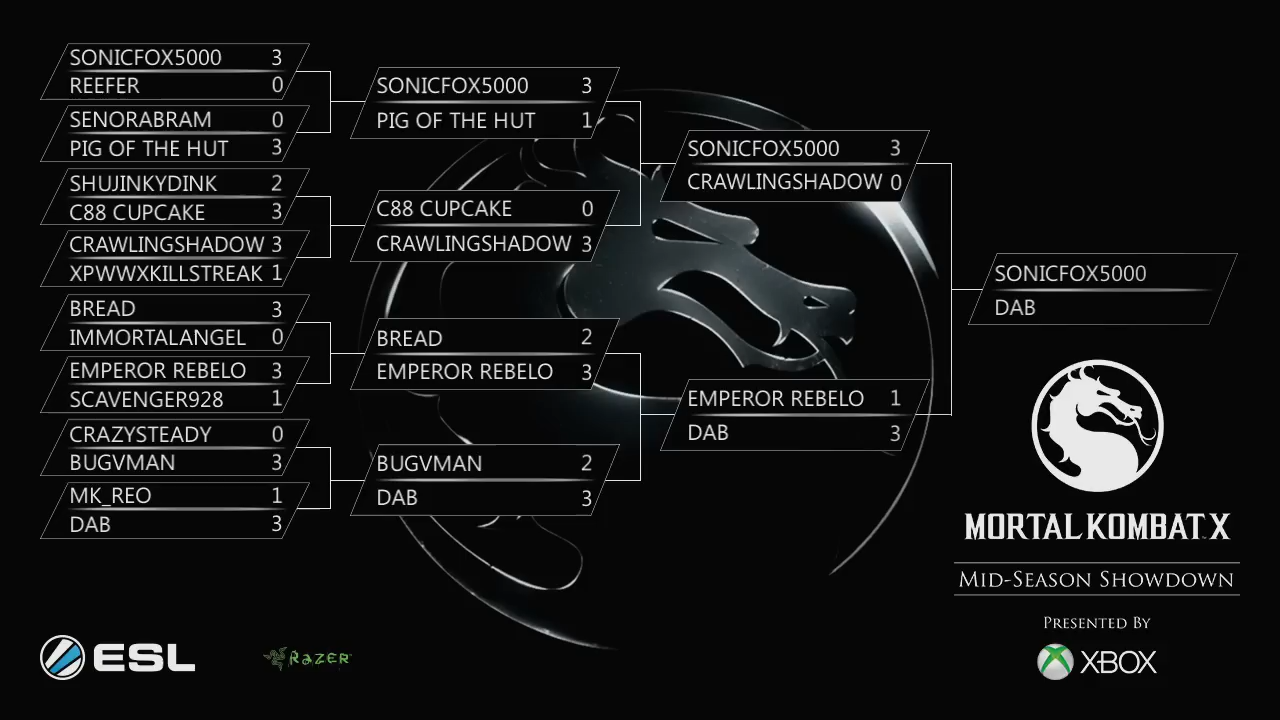 SONICFOX5000 3
REEFER 0
SENORABRAM 0
PIG OF THE HUT 3
SHUJINKYDINK 2
C88 CUPCAKE 3
CRAWLINGSHADOW 3
XPWWXKILLSTREAK 1
BREAD 3
IMMORTALANGEL 0
EMPEROR REBELO 3
SCAVENGER928 1
CRAZYSTEADY 0
BUGVMAN 3
MK_REO 1
DAB 3
SONICFOX5000 3
PIG OF THE HUT 1
C88 CUPCAKE 0
CRAWLINGSHADOW 3
BREAD 2
EMPEROR REBELO 3
BUGVMAN 2
DAB 3
SONICFOX5000 3
CRAWLINGSHADOW 0
EMPEROR REBELO 1
DAB 3
SONICFOX5000
DAB
MORTAL KOMBAT X
MID-SEASON SHOWDOWN
PRESENTED BY
XBOX
ESL
RAZER